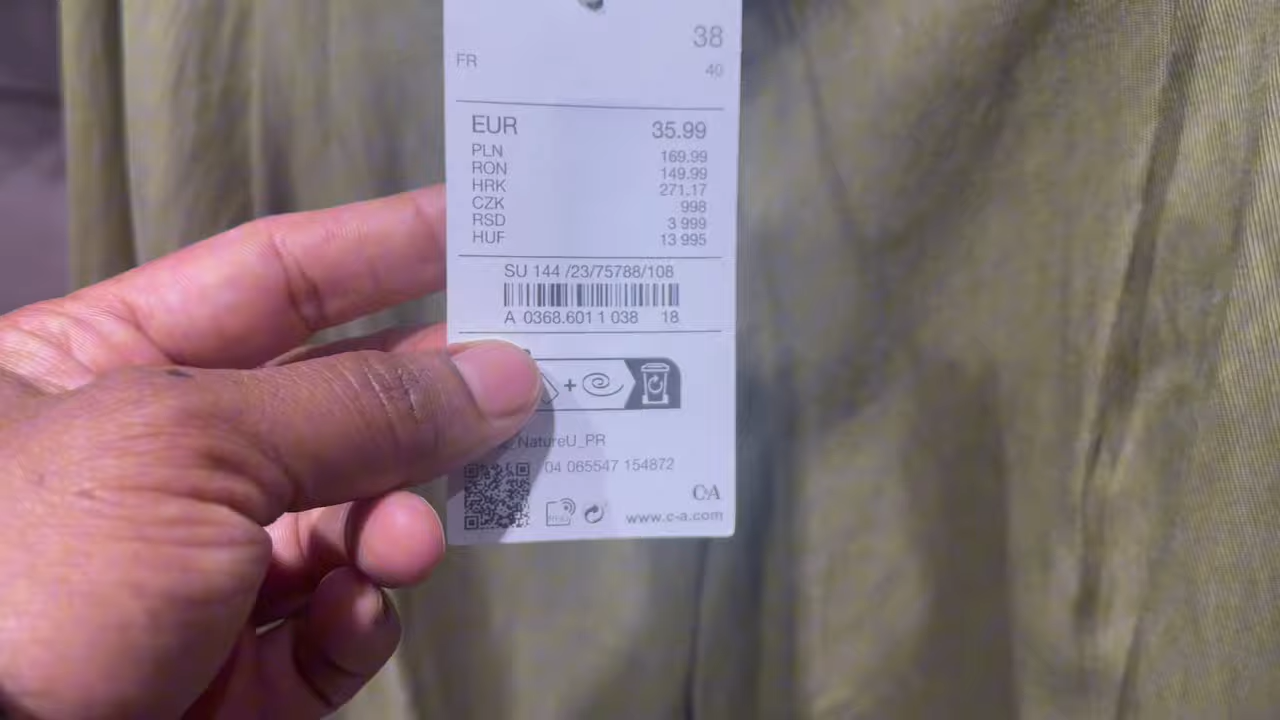 38
FR 40
EUR 35.99
PLN 169.99
RON 149.99
HRK 271.17
CZK 998
RSD 3 999
HUF 13 995
SU 144 /23/75788/108
A 0368.601 1 038 18
+
NatureU_PR
04 065547 154872
C&A
www.c-a.com